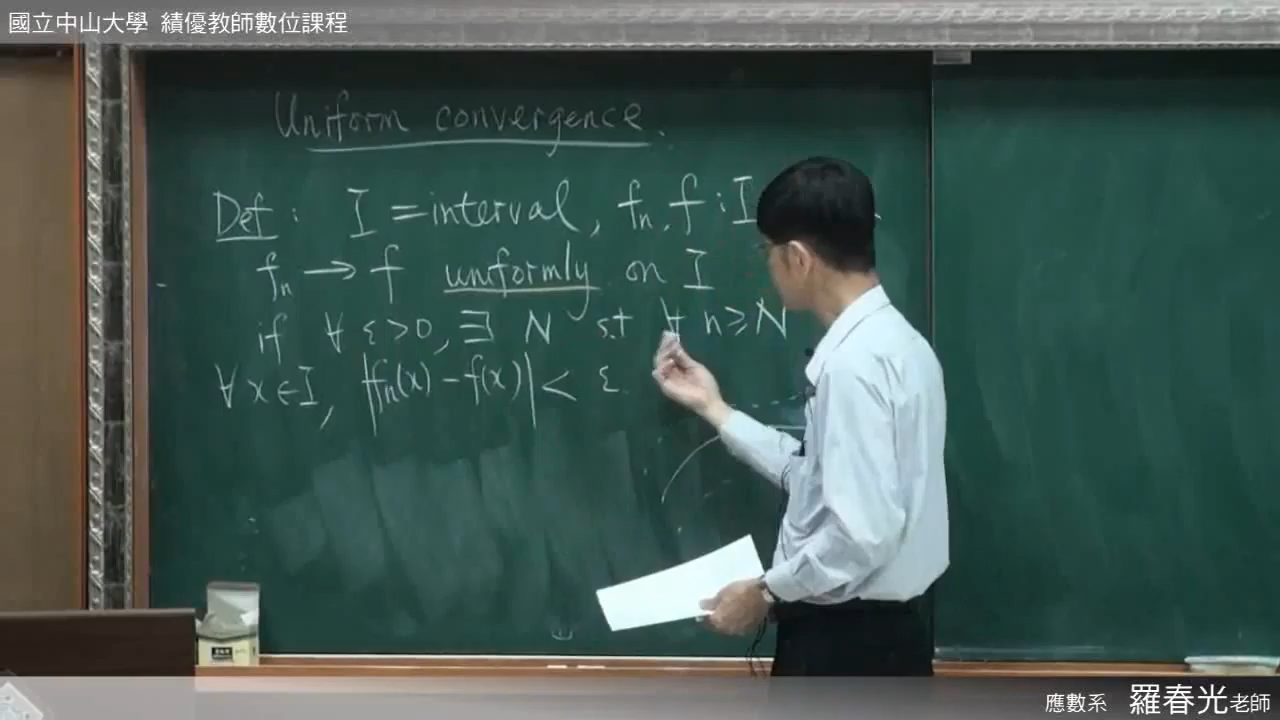 國立中山大學 績優教師數位課程
Uniform convergence.
Def: I = interval, fn, f : I
fn → f uniformly on I
if ∀ ε>0, ∃ N s.t ∀ n≥N
∀ x∈I, |fn(x) - f(x)| < ε.
應數系 羅春光老師